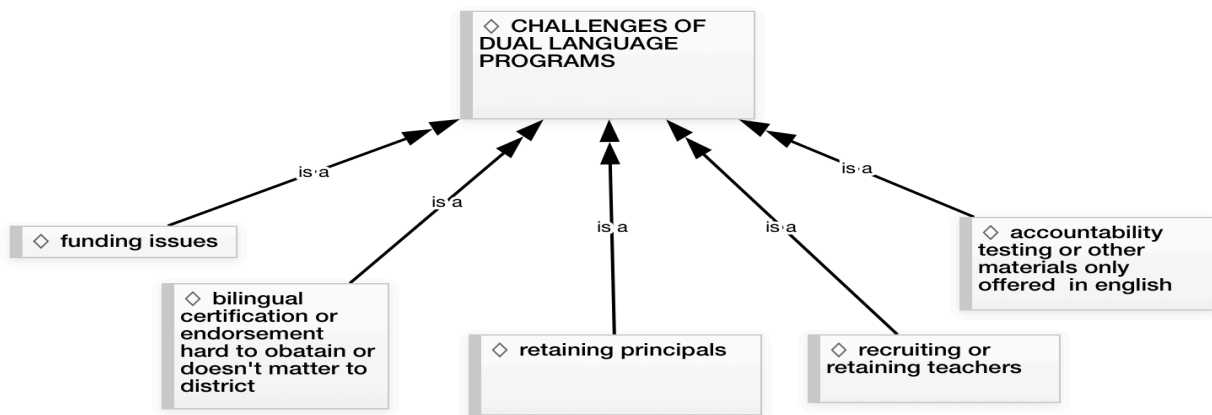 ◇ CHALLENGES OF
DUAL LANGUAGE
PROGRAMS
is a
is a
is a
is a
is a
◇ funding issues
◇ bilingual
certification or
endorsement
hard to obatain or
doesn't matter to
district
◇ retaining principals
◇ recruiting or
retaining teachers
◇ accountability
testing or other
materials only
offered in english